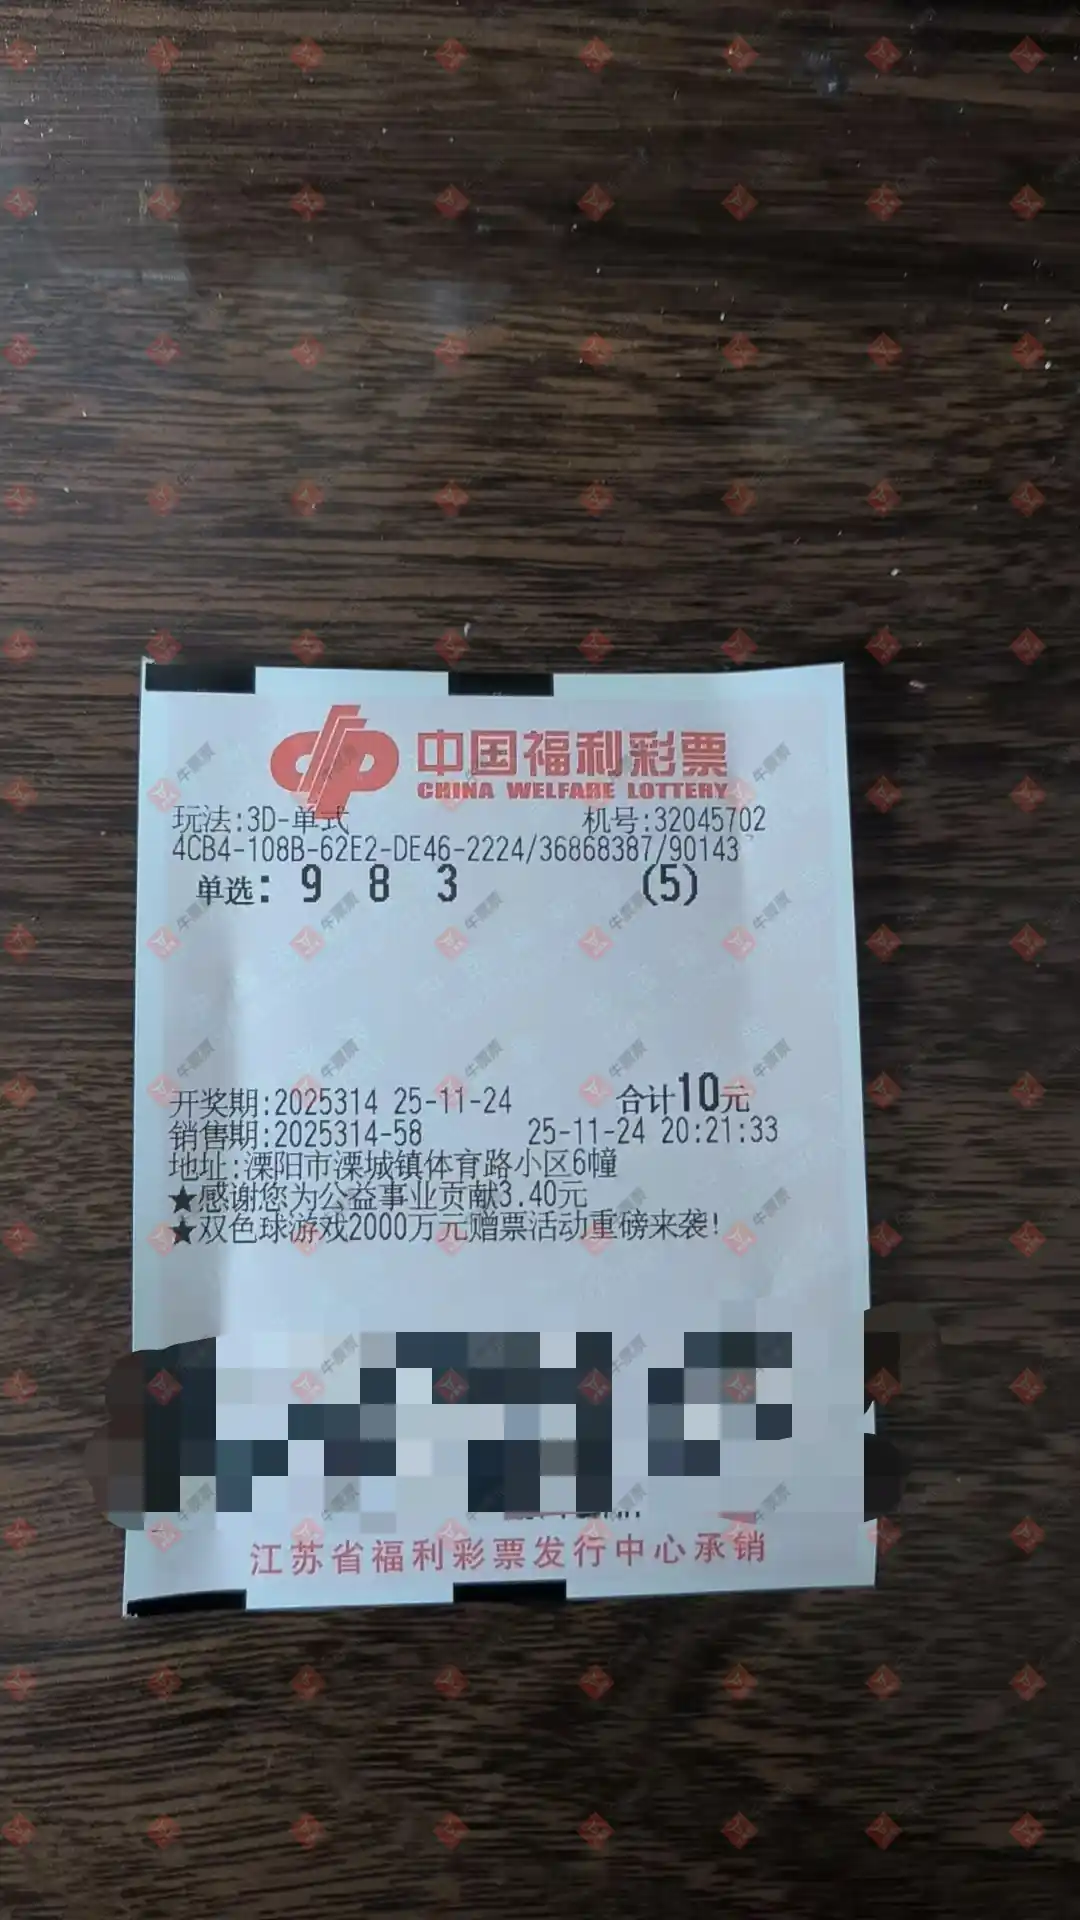 中国福利彩票
CHINA WELFARE LOTTERY
玩法:3D-单式 机号:32045702
4CB4-108B-62E2-DE46-2224/36868387/90143
单选: 9 8 3 (5)
开奖期:2025314 25-11-24 合计10元
销售期:2025314-58 25-11-24 20:21:33
地址:溧阳市溧城镇体育路小区6幢
★感谢您为公益事业贡献3.40元
★双色球游戏2000万元赠票活动重磅来袭!
江苏省福利彩票发行中心承销